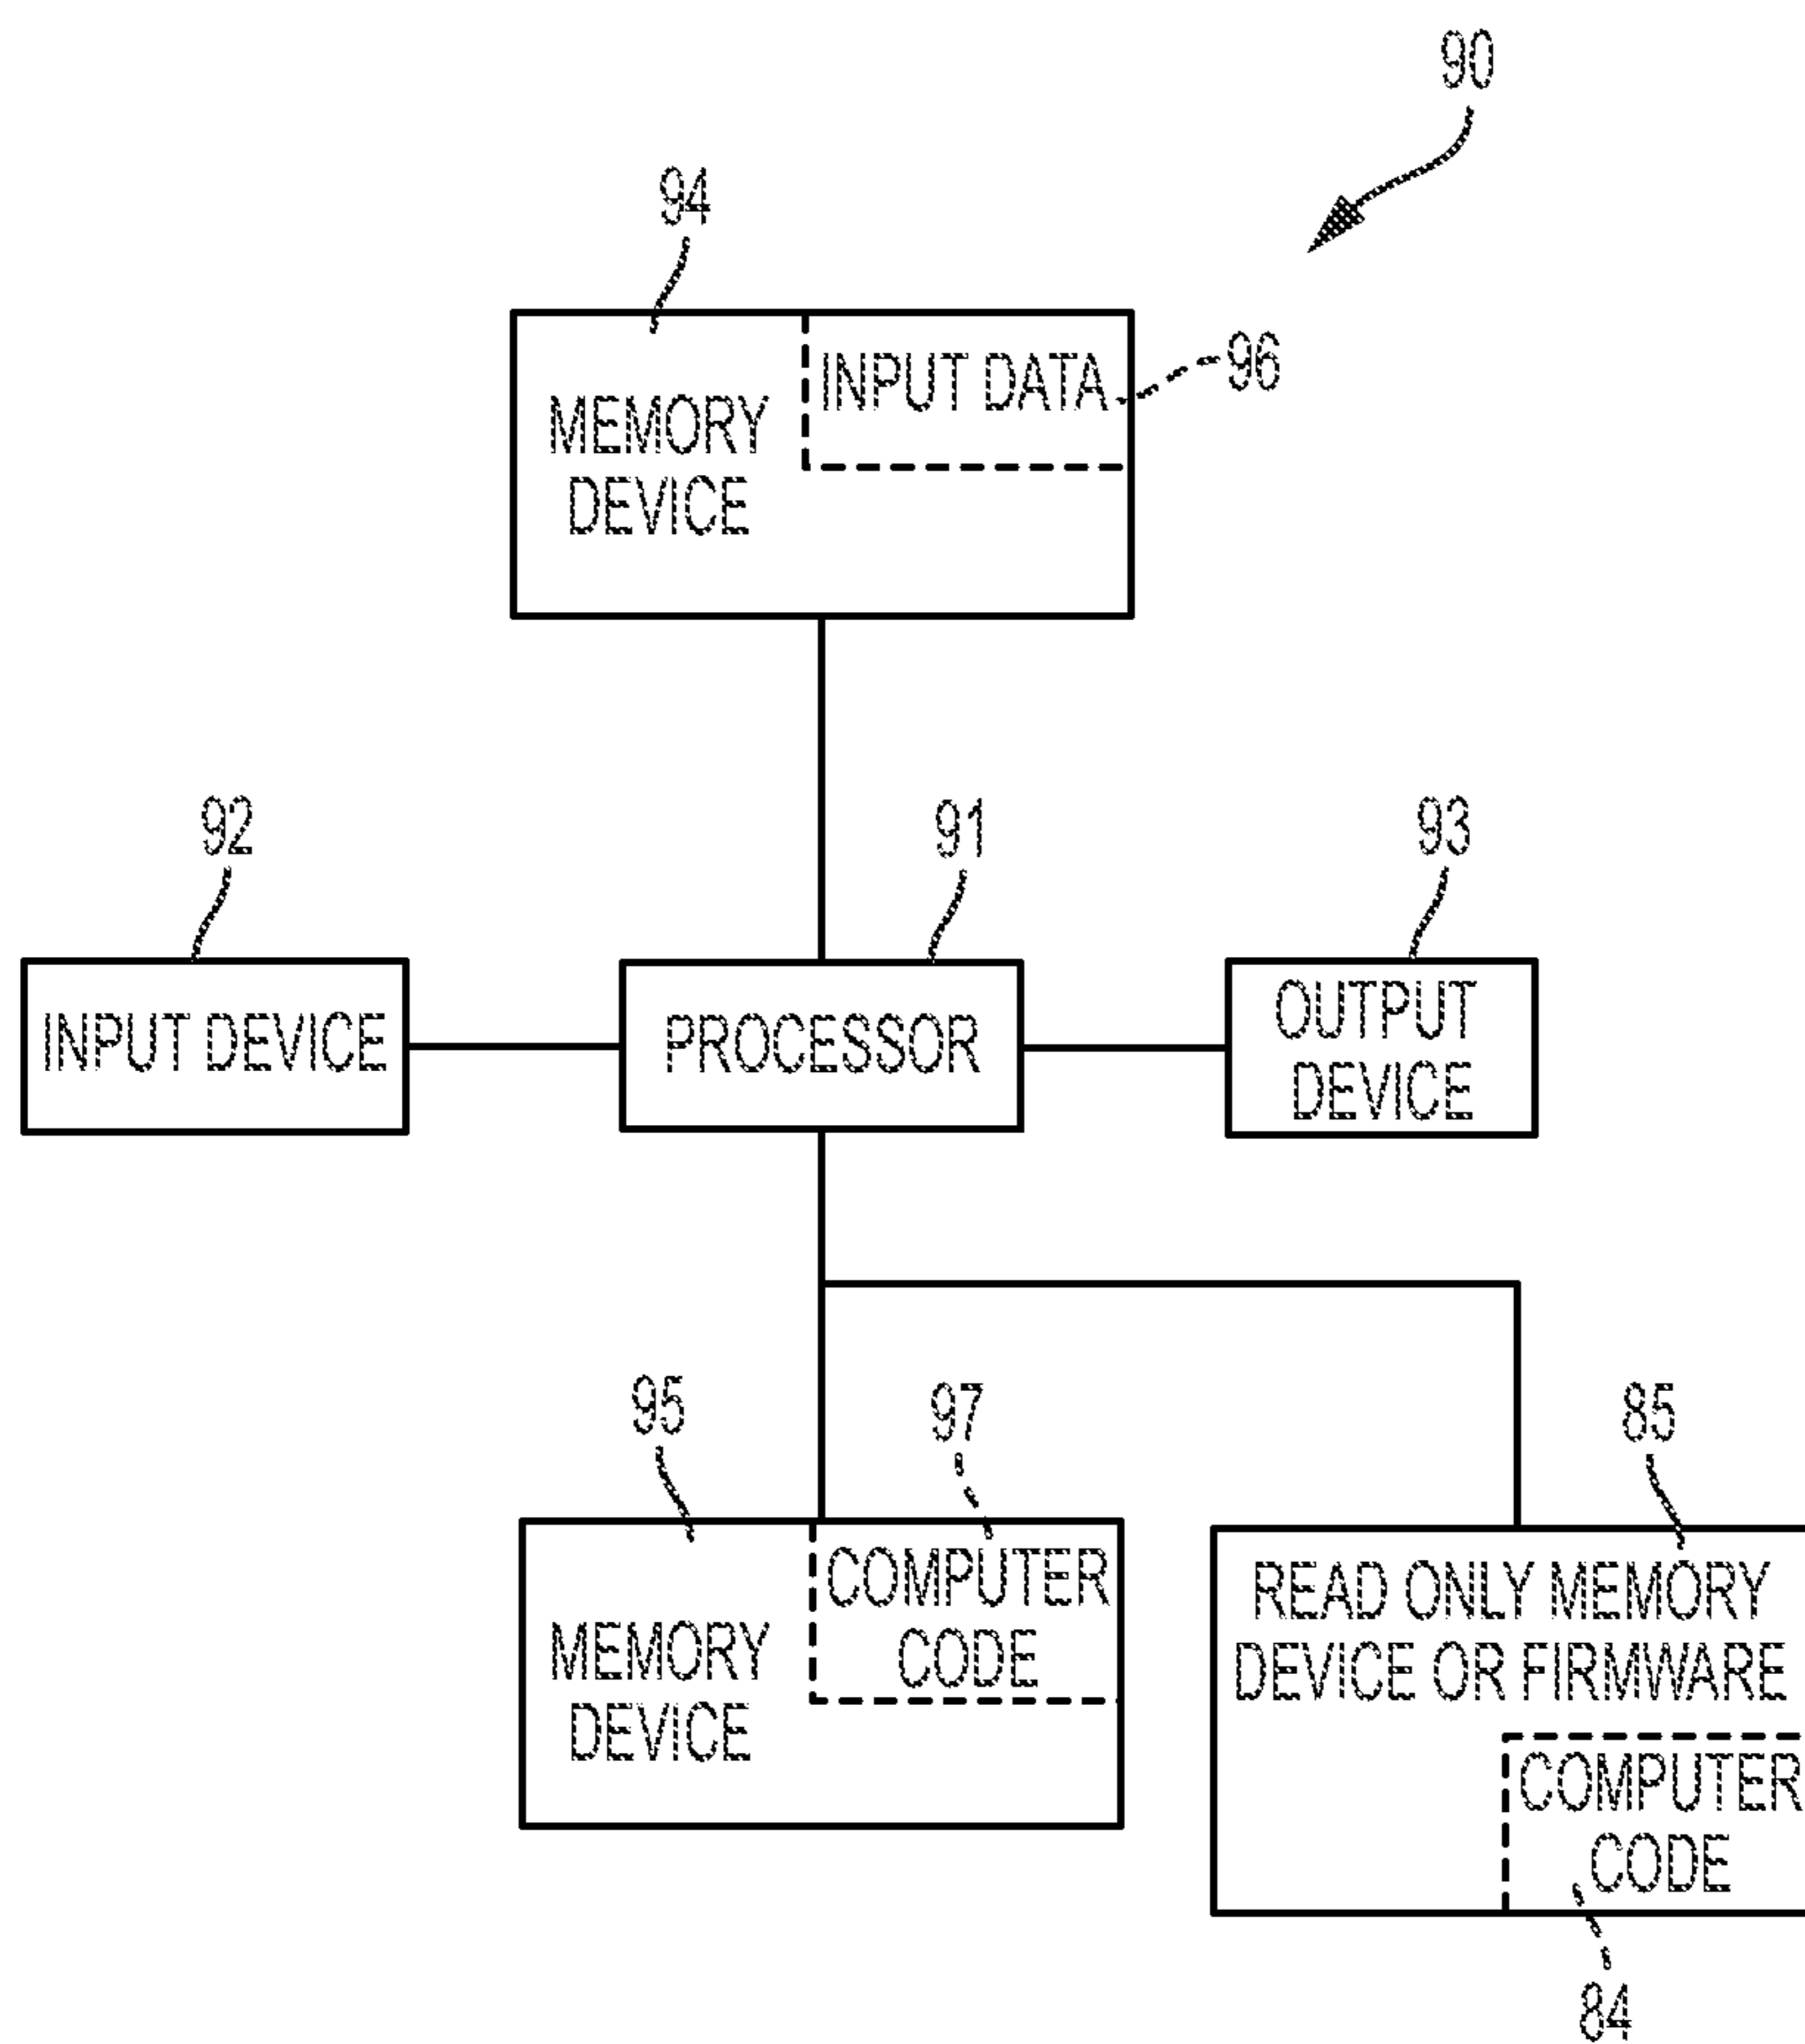 90
94
INPUT DATA
96
MEMORY
DEVICE
92
91
93
INPUT DEVICE
PROCESSOR
OUTPUT
DEVICE
95
97
85
COMPUTER
CODE
MEMORY
DEVICE
READ ONLY MEMORY
DEVICE OR FIRMWARE
COMPUTER
CODE
84